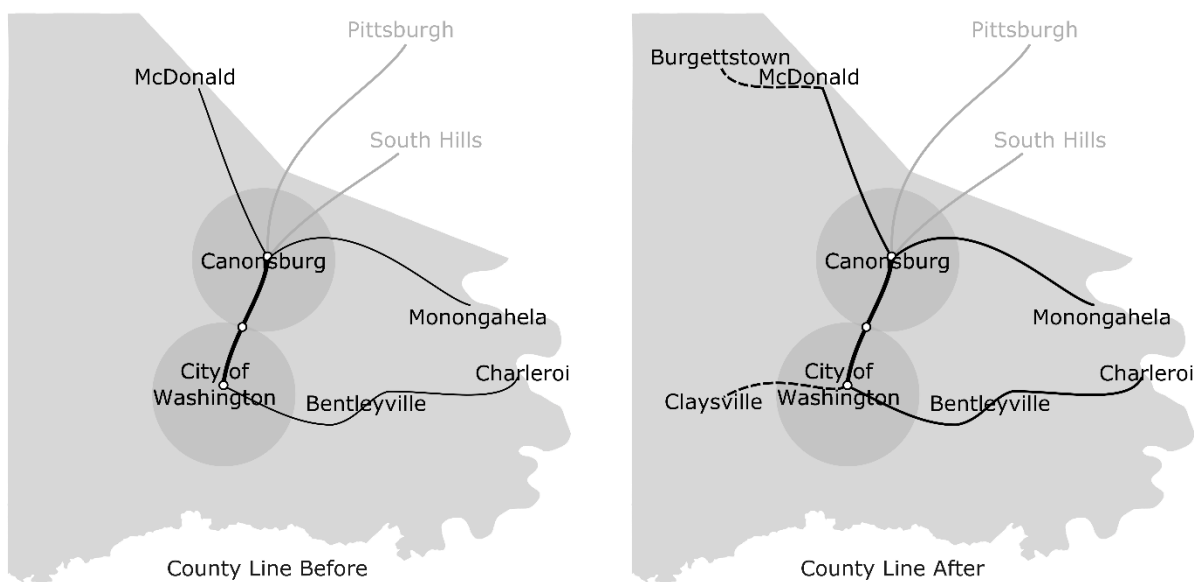 Pittsburgh
McDonald
South Hills
Canonsburg
Monongahela
City of
Washington
Charleroi
Bentleyville
County Line Before
Pittsburgh
Burgettstown
McDonald
South Hills
Canonsburg
Monongahela
City of
Washington
Charleroi
Claysville
Bentleyville
County Line After